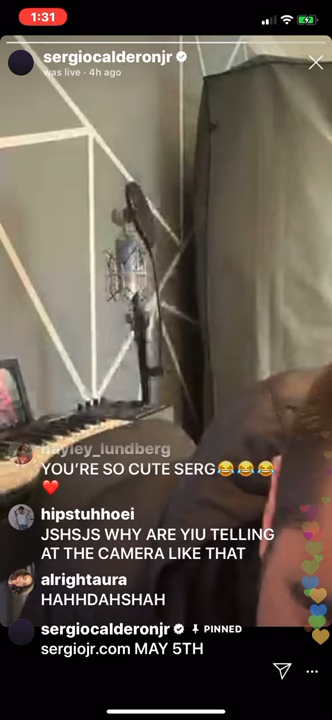 1:31
sergiocalderonjr
was live · 4h ago
hayley_lundberg
YOU'RE SO CUTE SERG😂😂😂
❤️
hipstuhhoei
JSHSJS WHY ARE YIU TELLING
AT THE CAMERA LIKE THAT
alrightaura
HAHHDAHSHAH
sergiocalderonjr PINNED
sergiojr.com MAY 5TH